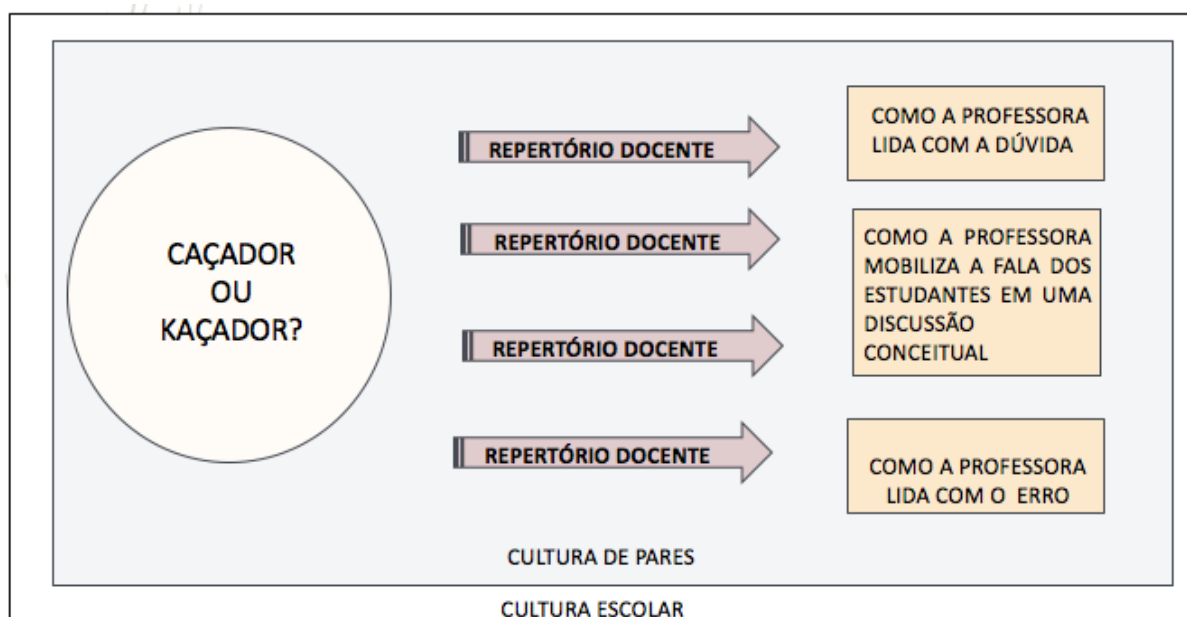 CAÇADOR
OU
KAÇADOR?
REPERTÓRIO DOCENTE
REPERTÓRIO DOCENTE
REPERTÓRIO DOCENTE
REPERTÓRIO DOCENTE
COMO A PROFESSORA
LIDA COM A DÚVIDA
COMO A PROFESSORA
MOBILIZA A FALA DOS
ESTUDANTES EM UMA
DISCUSSÃO
CONCEITUAL
COMO A PROFESSORA
LIDA COM O ERRO
CULTURA DE PARES
CULTURA ESCOLAR